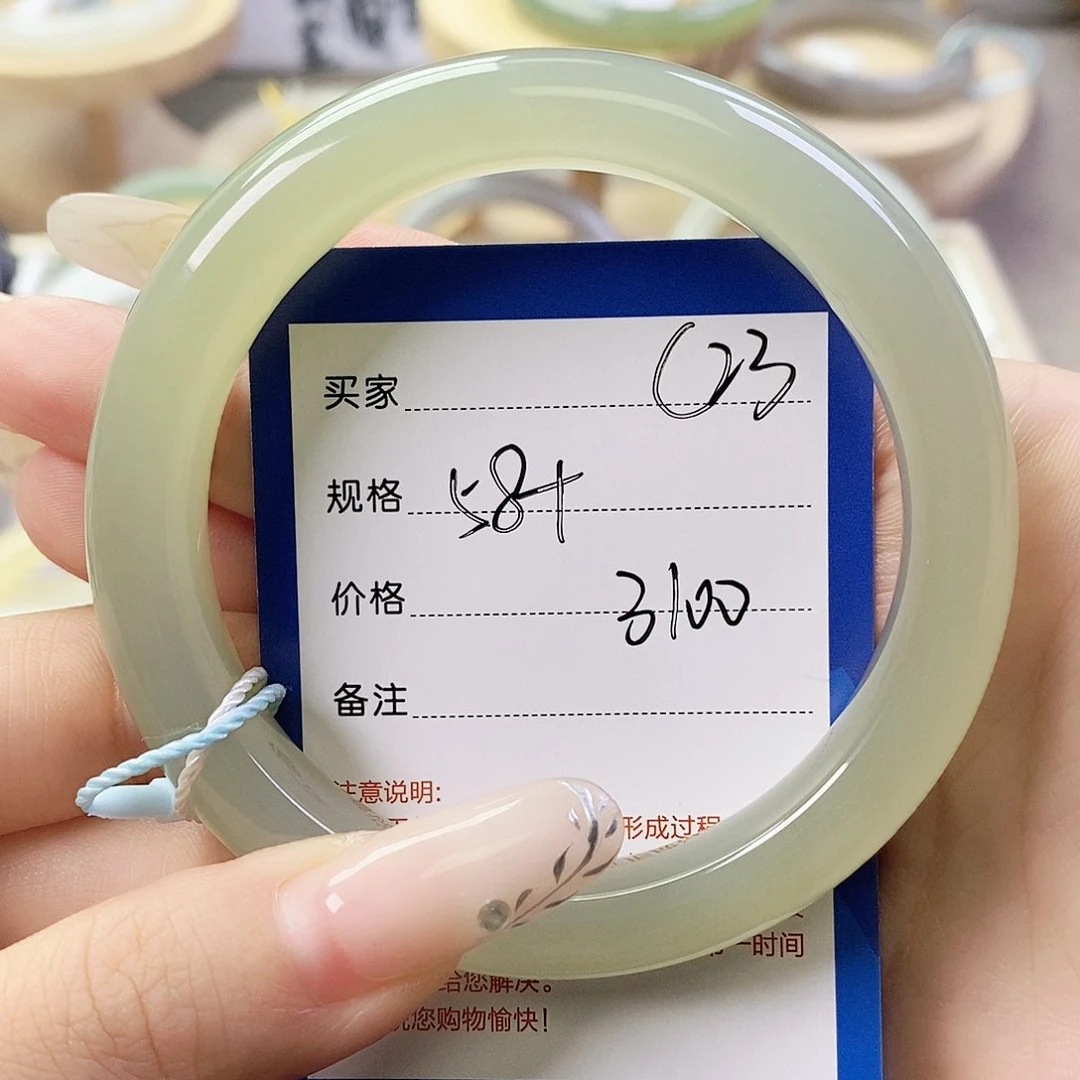 买家
规格 58+
价格 3100
备注
注意说明:
形成过程
一时间
给您解决。
您购物愉快!